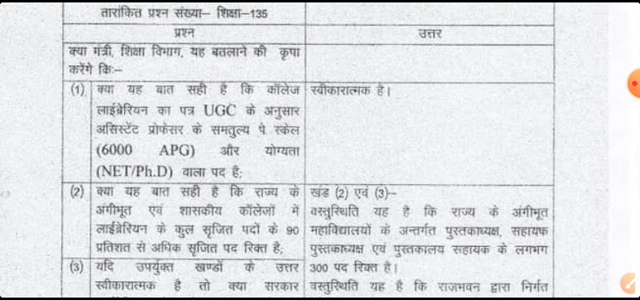 तारांकित प्रश्न संख्या– शिक्षा–135
प्रश्न
उत्तर
क्या मंत्री, शिक्षा विभाग, यह बतलाने की कृपा
करेंगे कि:–
(1) क्या यह बात सही है कि कॉलेज
लाईब्रेरियन का पत्र UGC के अनुसार
असिस्टेंट प्रोफेसर के समतुल्य पे स्केल
(6000 APG) और योग्यता
(NET/Ph.D) वाला पद है;
स्वीकारात्मक है।
(2) क्या यह बात सही है कि राज्य के
अंगीभूत एवं शासकीय कॉलेजों में
लाईब्रेरियन के कुल सृजित पदों के 90
प्रतिशत से अधिक सृजित पद रिक्त है;
(3) यदि उपर्युक्त खण्डों के उत्तर
स्वीकारात्मक है तो क्या सरकार
खंड (2) एवं (3)–
वस्तुस्थिति यह है कि राज्य के अंगीभूत
महाविद्यालयों के अन्तर्गत पुस्तकाध्यक्ष, सहायक
पुस्तकाध्यक्ष एवं पुस्तकालय सहायक के लगभग
300 पद रिक्त है।
वस्तुस्थिति यह है कि राजभवन द्वारा निर्गत